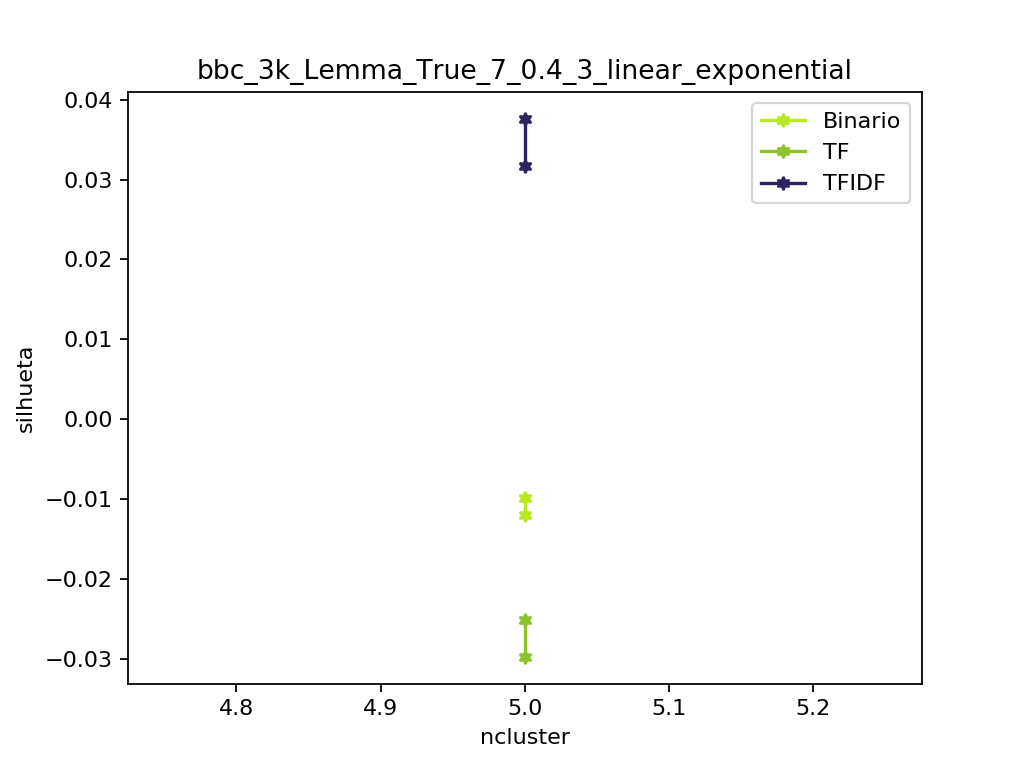 bbc_3k_Lemma_True_7_0.4_3_linear_exponential
0.04
0.03
0.02
0.01
0.00
−0.01
−0.02
−0.03
silhueta
Binario
TF
TFIDF
4.8
4.9
5.0
5.1
5.2
ncluster